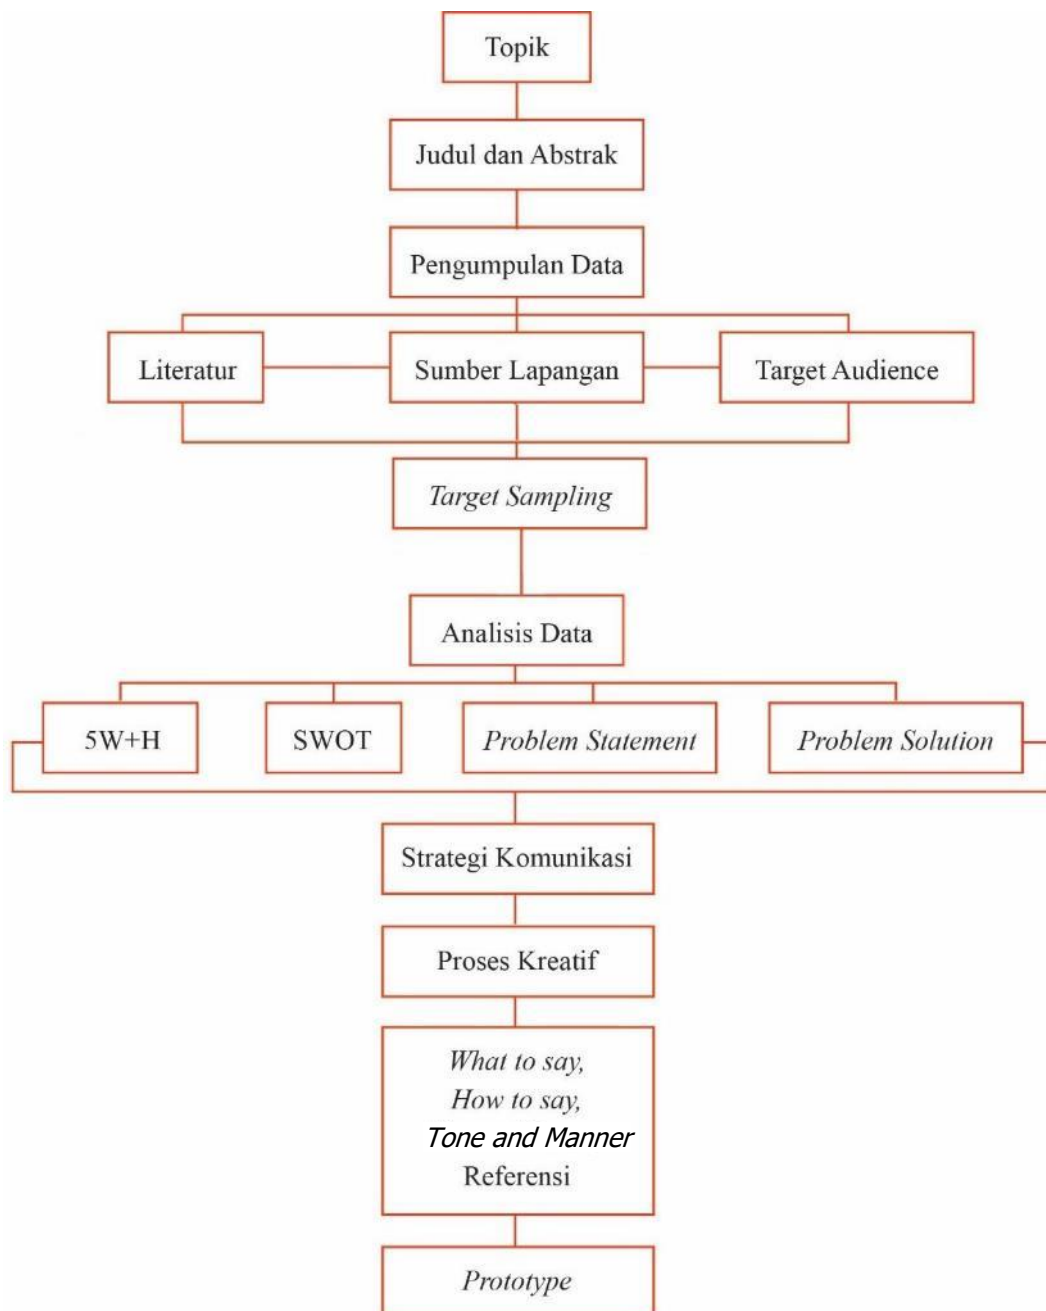 Topik
Judul dan Abstrak
Pengumpulan Data
Literatur
Sumber Lapangan
Target Audience
Target Sampling
Analisis Data
5W+H
SWOT
Problem Statement
Problem Solution
Strategi Komunikasi
Proses Kreatif
What to say,
How to say,
Tone and Manner
Referensi
Prototype